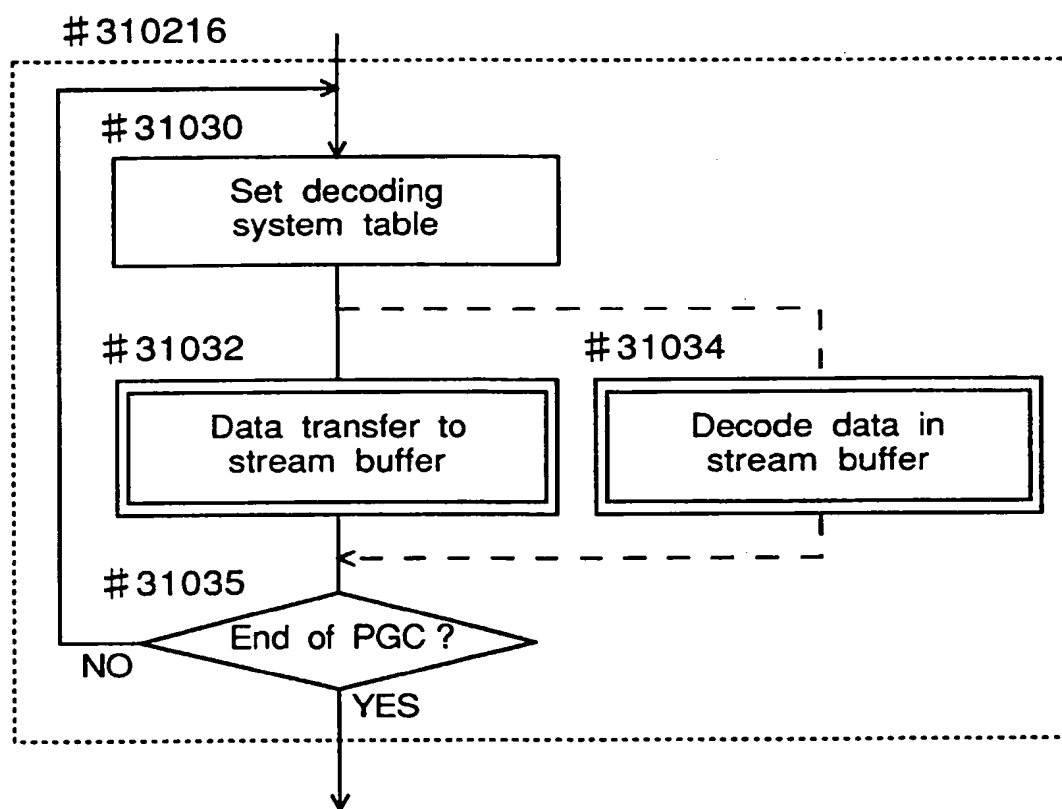 #310216
#31030
Set decoding
system table
#31032
Data transfer to
stream buffer
#31034
Decode data in
stream buffer
#31035
End of PGC?
NO
YES